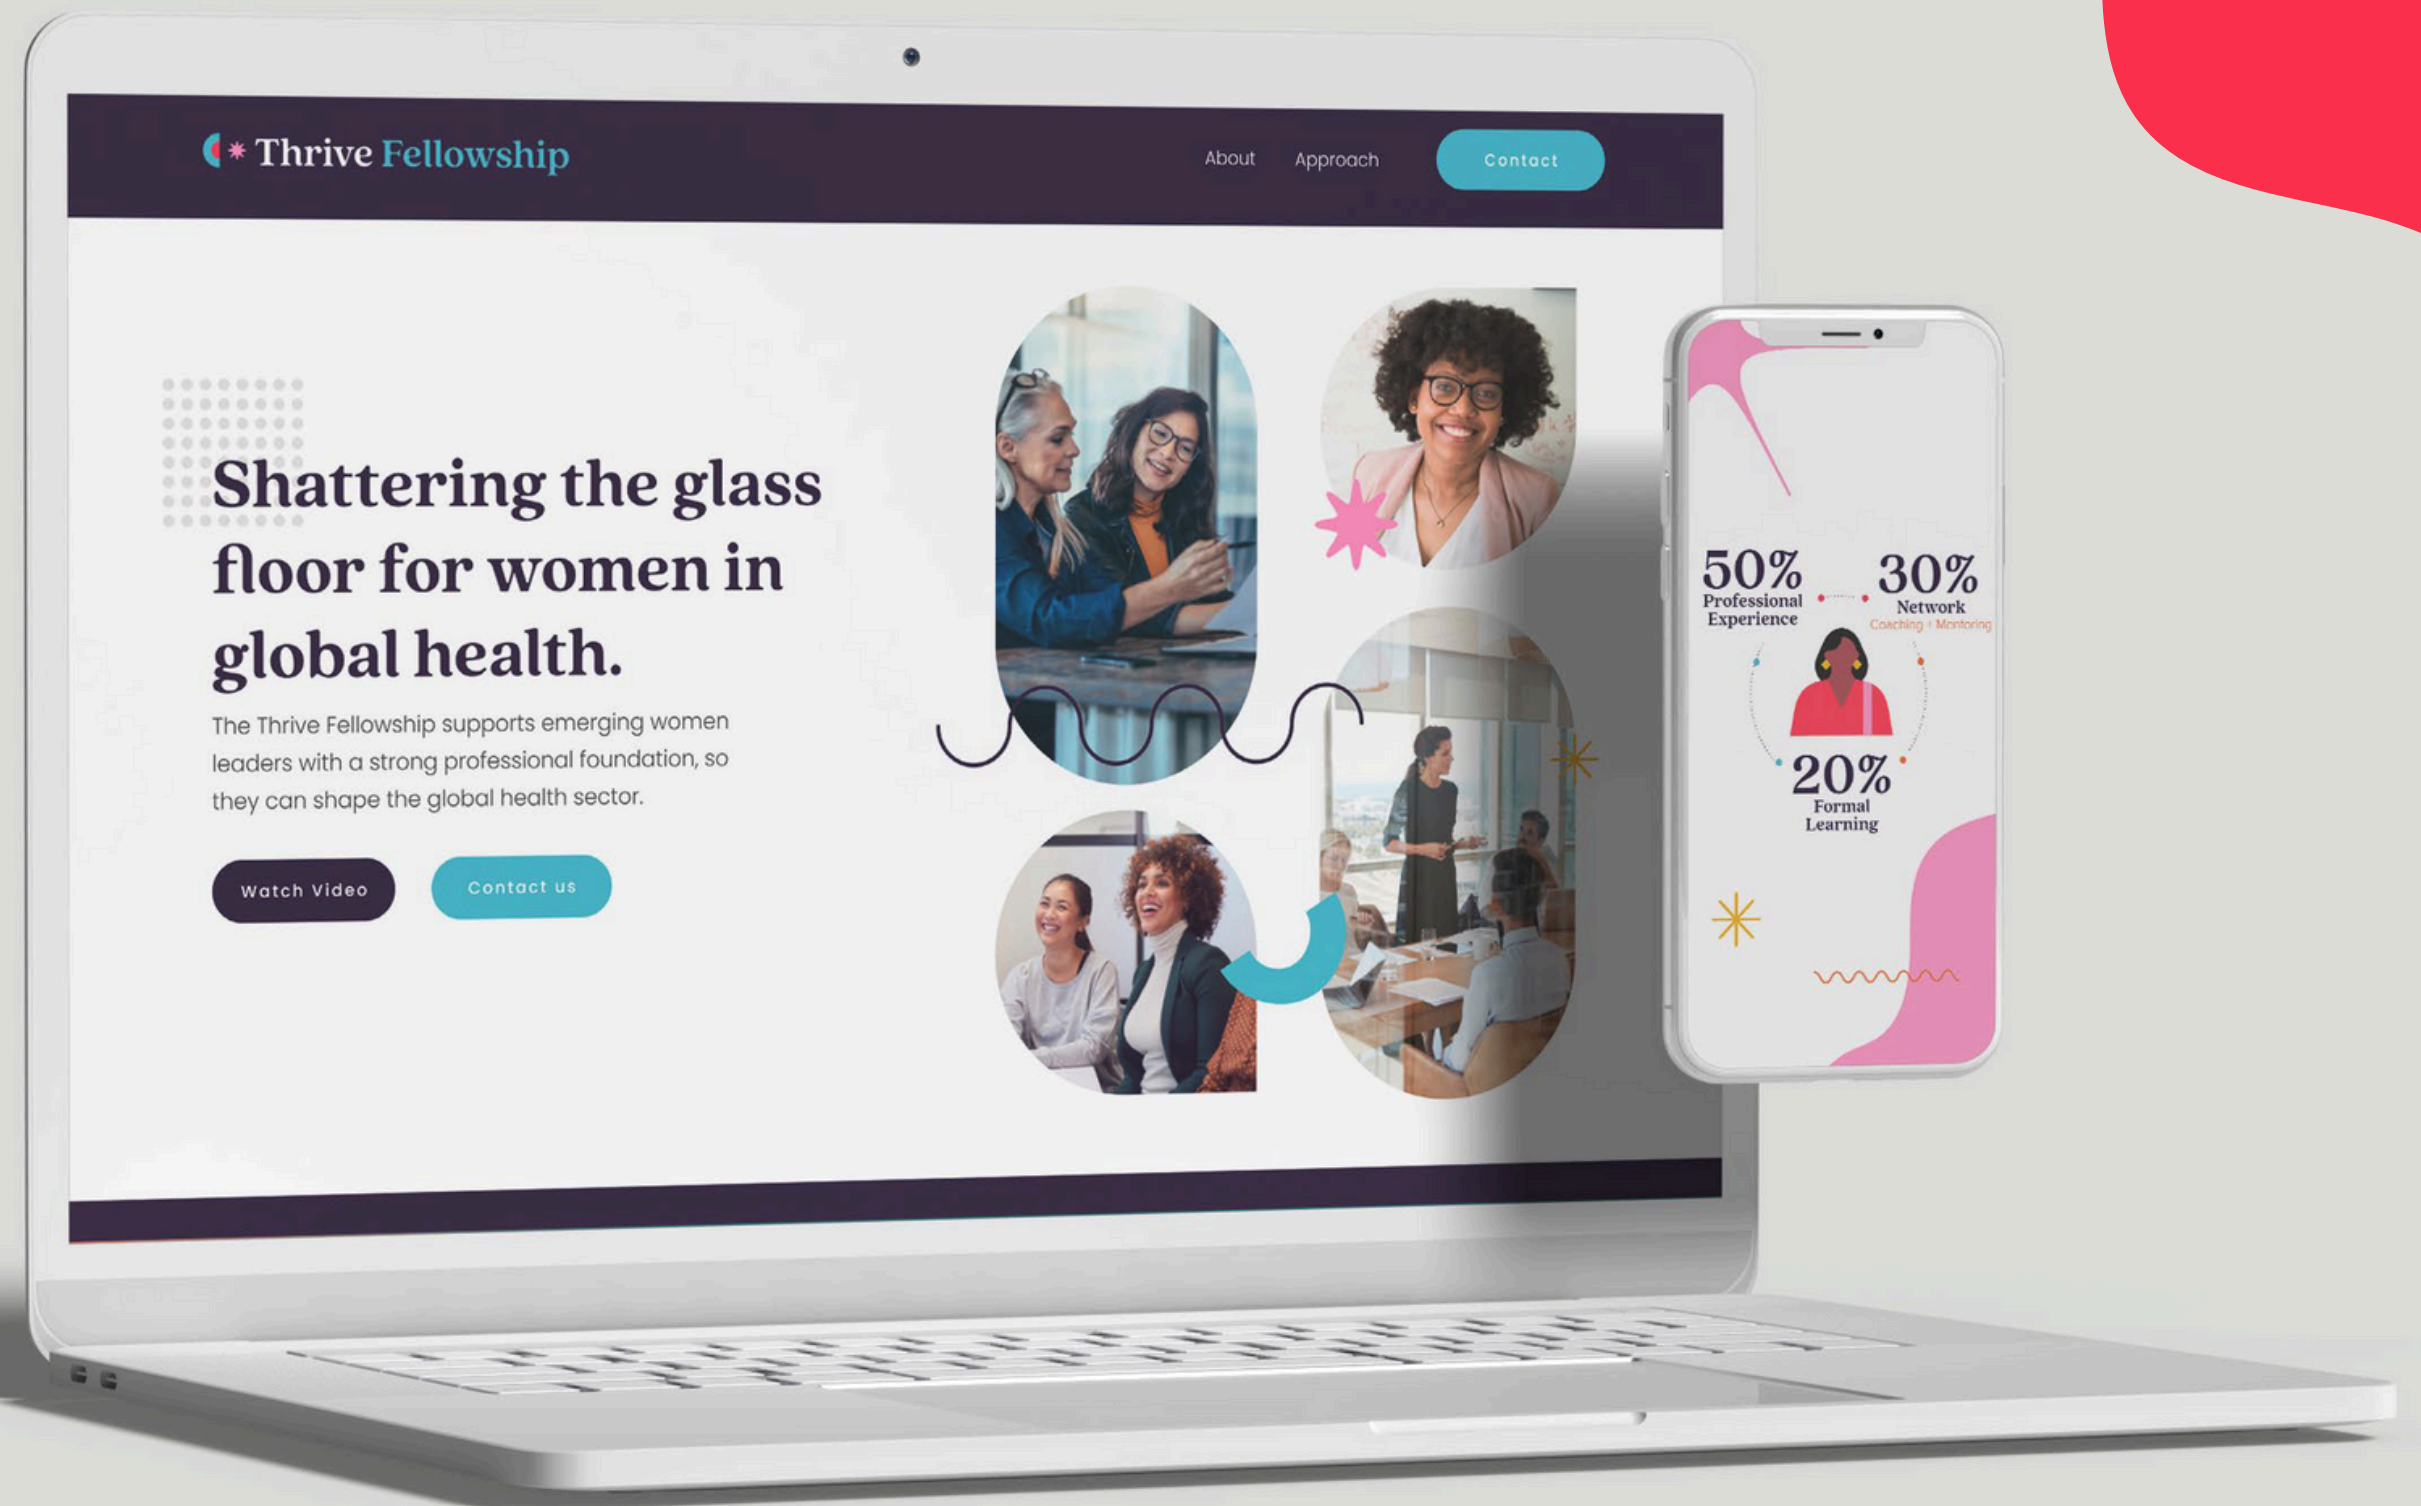 Thrive Fellowship
About
Approach
Contact
Shattering the glass
floor for women in
global health.
The Thrive Fellowship supports emerging women
leaders with a strong professional foundation, so
they can shape the global health sector.
Watch Video
Contact us
50%
Professional
Experience
30%
Network
Coaching + Mentoring
20%
Formal
Learning